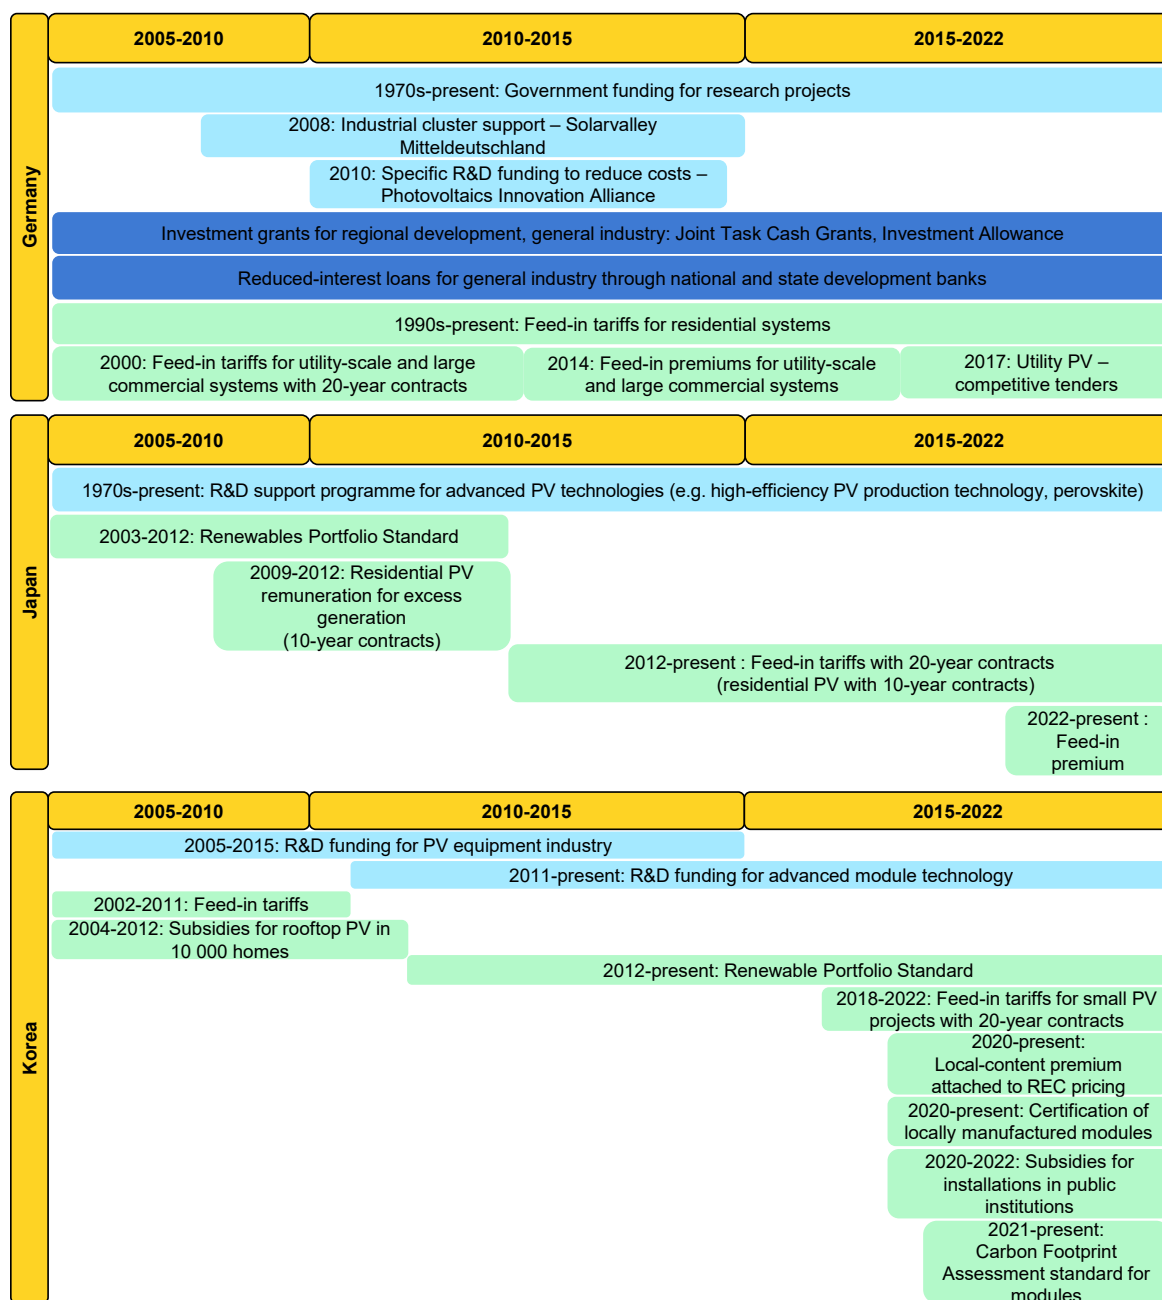 Germany
2005-2010
2010-2015
2015-2022
1970s-present: Government funding for research projects
2008: Industrial cluster support – Solarvalley
Mitteldeutschland
2010: Specific R&D funding to reduce costs –
Photovoltaics Innovation Alliance
Investment grants for regional development, general industry: Joint Task Cash Grants, Investment Allowance
Reduced-interest loans for general industry through national and state development banks
1990s-present: Feed-in tariffs for residential systems
2000: Feed-in tariffs for utility-scale and large
commercial systems with 20-year contracts
2014: Feed-in premiums for utility-scale
and large commercial systems
2017: Utility PV –
competitive tenders
Japan
2005-2010
2010-2015
2015-2022
1970s-present: R&D support programme for advanced PV technologies (e.g. high-efficiency PV production technology, perovskite)
2003-2012: Renewables Portfolio Standard
2009-2012: Residential PV
remuneration for excess
generation
(10-year contracts)
2012-present : Feed-in tariffs with 20-year contracts
(residential PV with 10-year contracts)
2022-present :
Feed-in
premium
Korea
2005-2010
2010-2015
2015-2022
2005-2015: R&D funding for PV equipment industry
2011-present: R&D funding for advanced module technology
2002-2011: Feed-in tariffs
2004-2012: Subsidies for rooftop PV in
10 000 homes
2012-present: Renewable Portfolio Standard
2018-2022: Feed-in tariffs for small PV
projects with 20-year contracts
2020-present:
Local-content premium
attached to REC pricing
2020-present: Certification of
locally manufactured modules
2020-2022: Subsidies for
installations in public
institutions
2021-present:
Carbon Footprint
Assessment standard for
modules